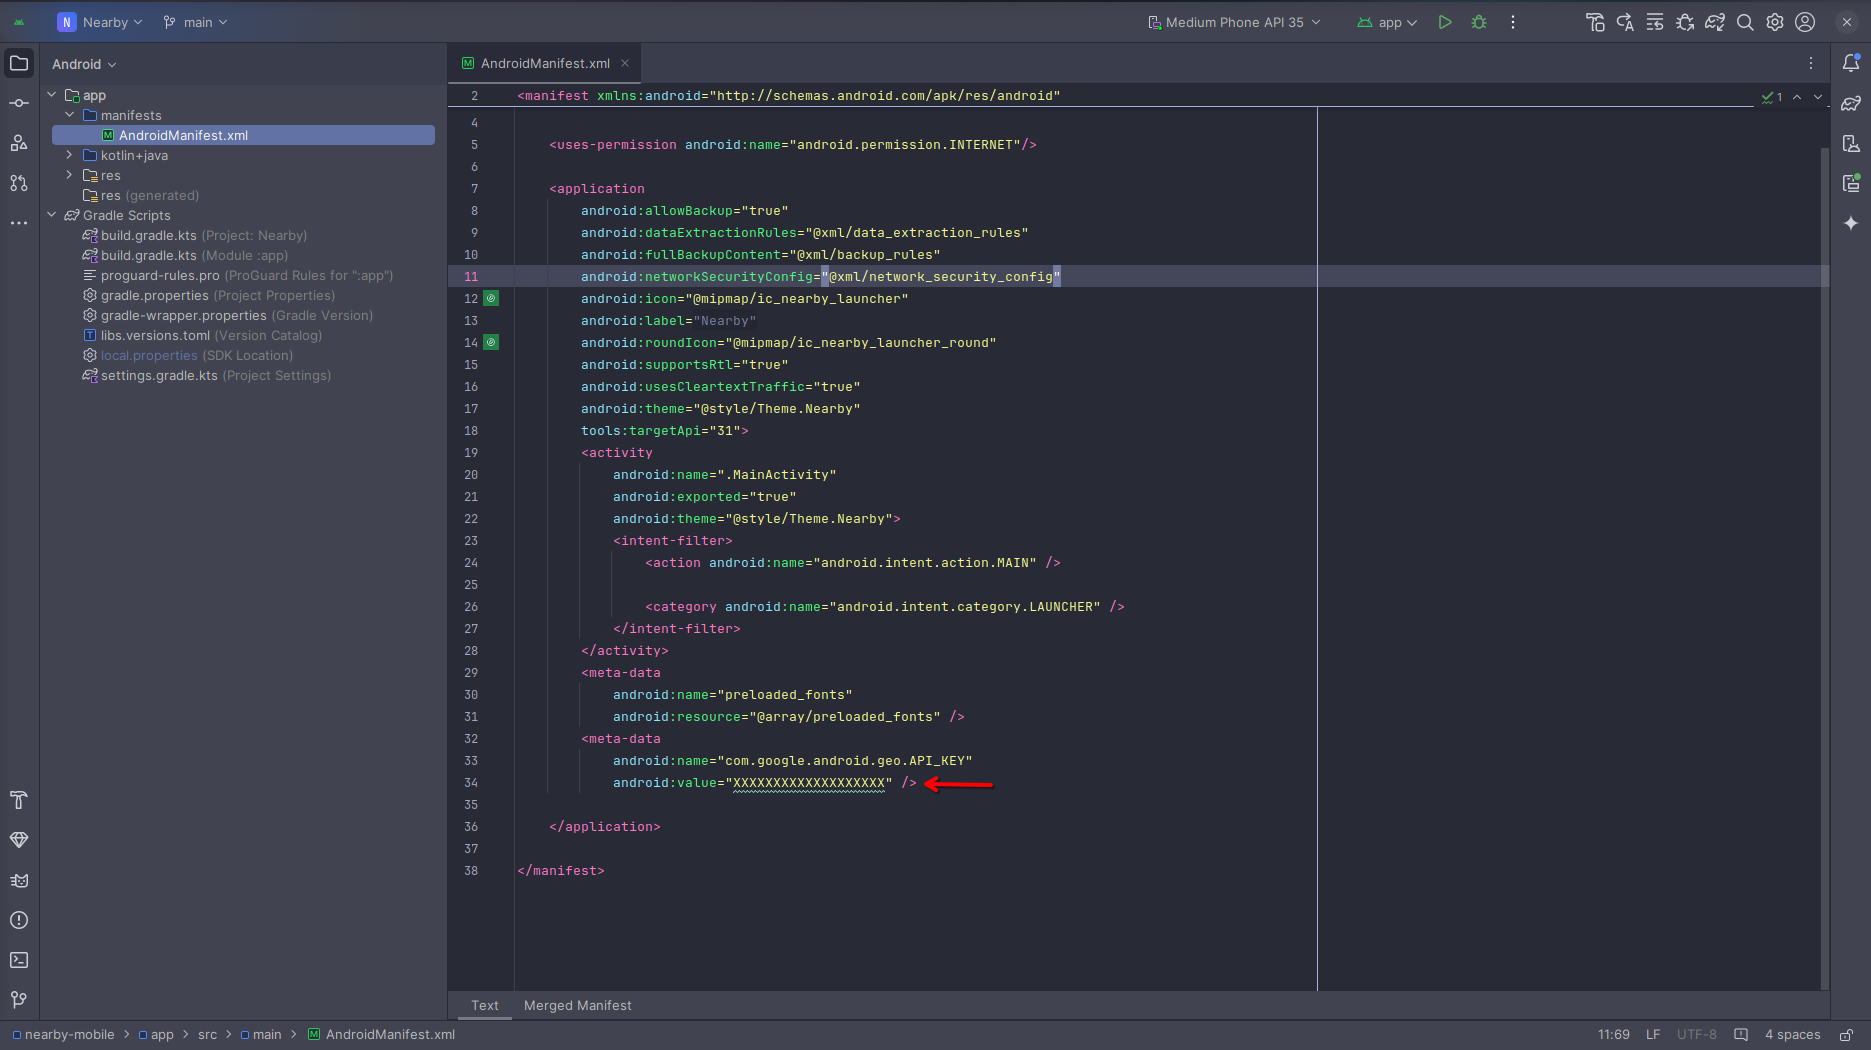 N Nearby main Medium Phone API 35 app
Android
app
manifests
AndroidManifest.xml
kotlin+java
res
res (generated)
Gradle Scripts
build.gradle.kts (Project: Nearby)
build.gradle.kts (Module :app)
proguard-rules.pro (ProGuard Rules for ":app")
gradle.properties (Project Properties)
gradle-wrapper.properties (Gradle Version)
libs.versions.toml (Version Catalog)
local.properties (SDK Location)
settings.gradle.kts (Project Settings)
AndroidManifest.xml
1
2 <manifest xmlns:android="http://schemas.android.com/apk/res/android"
4
5 <uses-permission android:name="android.permission.INTERNET"/>
6
7 <application
8 android:allowBackup="true"
9 android:dataExtractionRules="@xml/data_extraction_rules"
10 android:fullBackupContent="@xml/backup_rules"
11 android:networkSecurityConfig="@xml/network_security_config"
12 android:icon="@mipmap/ic_nearby_launcher"
13 android:label="Nearby"
14 android:roundIcon="@mipmap/ic_nearby_launcher_round"
15 android:supportsRtl="true"
16 android:usesCleartextTraffic="true"
17 android:theme="@style/Theme.Nearby"
18 tools:targetApi="31">
19 <activity
20 android:name=".MainActivity"
21 android:exported="true"
22 android:theme="@style/Theme.Nearby">
23 <intent-filter>
24 <action android:name="android.intent.action.MAIN" />
25
26 <category android:name="android.intent.category.LAUNCHER" />
27 </intent-filter>
28 </activity>
29 <meta-data
30 android:name="preloaded_fonts"
31 android:resource="@array/preloaded_fonts" />
32 <meta-data
33 android:name="com.google.android.geo.API_KEY"
34 android:value="XXXXXXXXXXXXXXXXXXX" />
35
36 </application>
37
38 </manifest>
Text Merged Manifest
nearby-mobile > app > src > main > AndroidManifest.xml 11:69 LF UTF-8 4 spaces